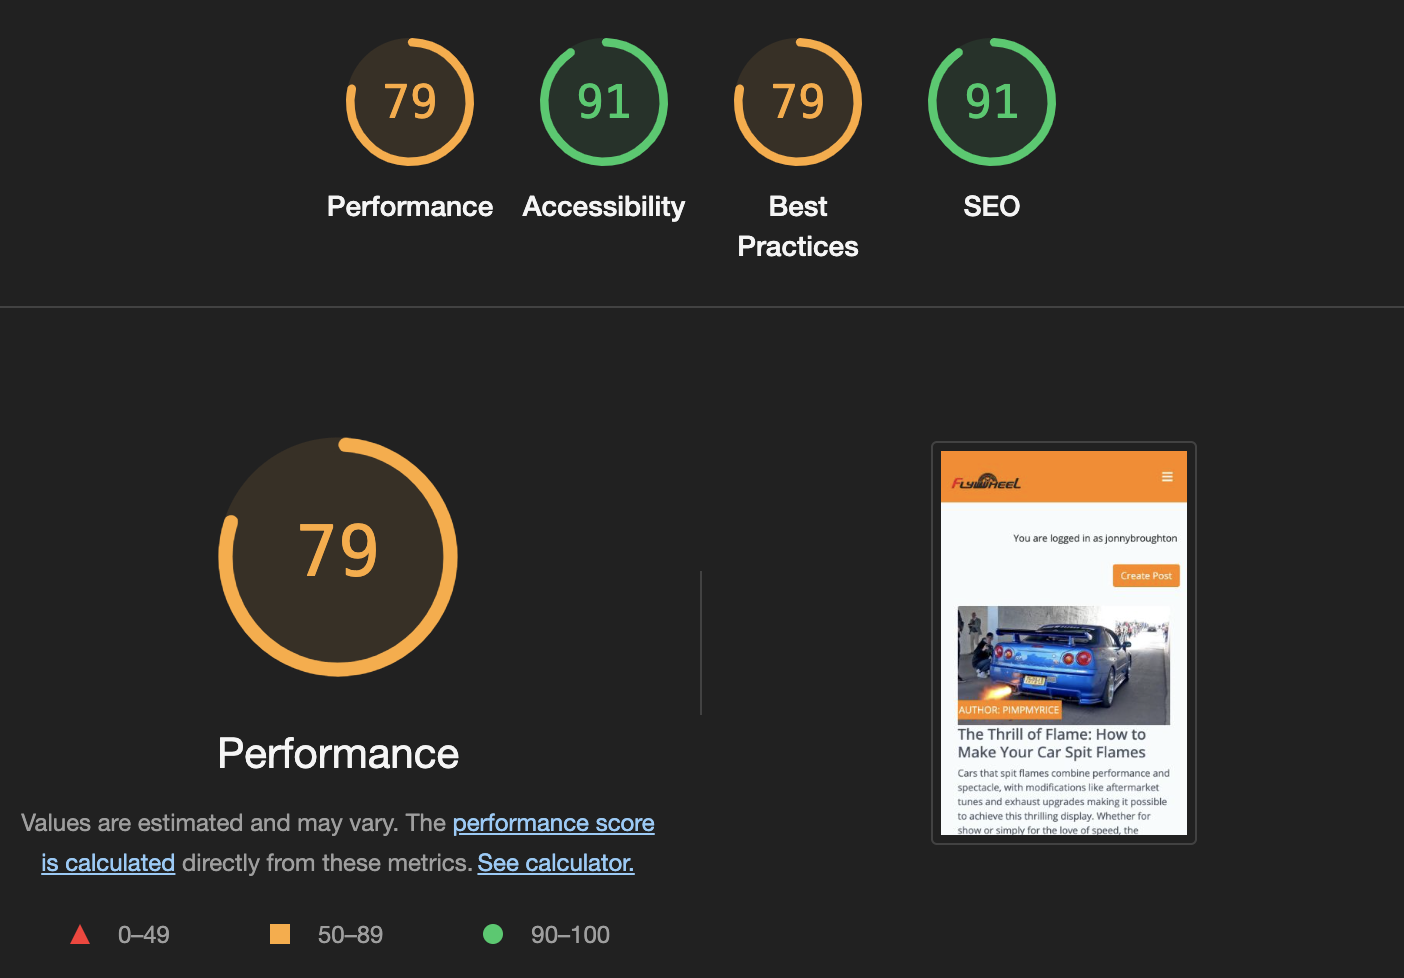 79
91
79
91
Performance
Accessibility
Best
Practices
SEO
79
Performance
Values are estimated and may vary. The performance score
is calculated directly from these metrics. See calculator.
0–49
50–89
90–100
FLYWHEEL
You are logged in as jonnybroughton
Create Post
AUTHOR: PIMPMYRICE
The Thrill of Flame: How to
Make Your Car Spit Flames
Cars that spit flames combine performance and
spectacle, with modifications like aftermarket
tunes and exhaust upgrades making it possible
to achieve this thrilling display. Whether for
show or simply for the love of speed, the